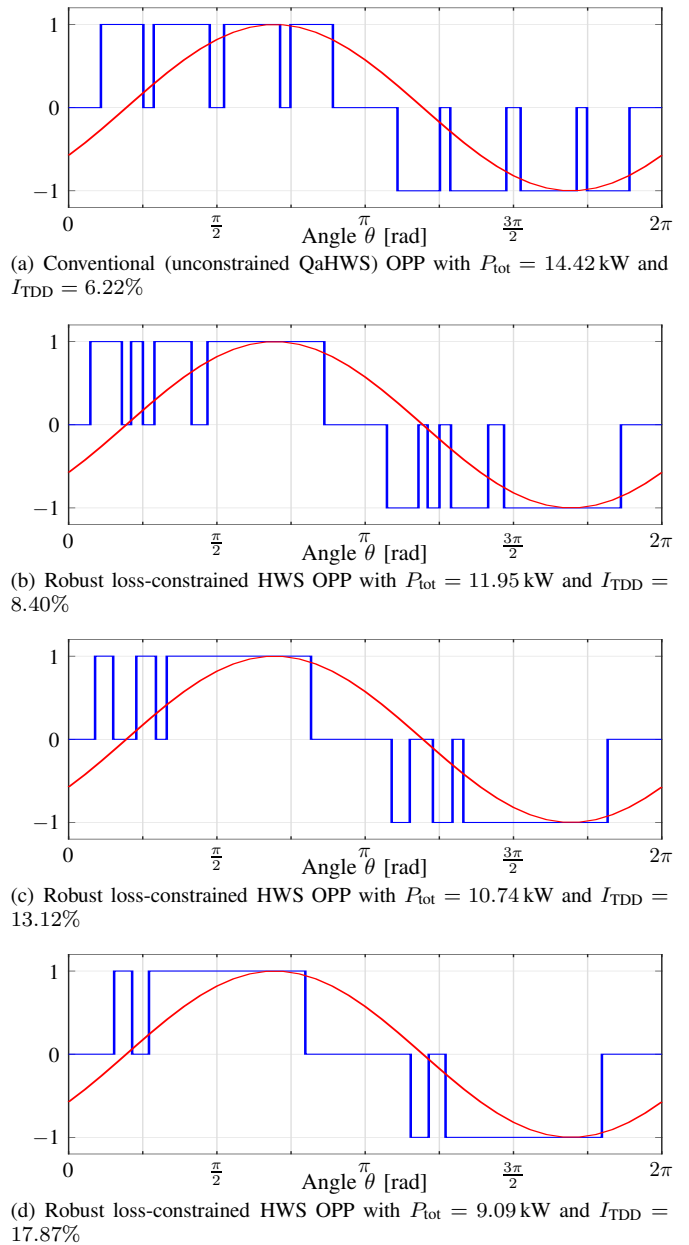 1
0
−1
0
π/2
π
3π/2
2π
Angle θ [rad]
(a) Conventional (unconstrained QaHWS) OPP with P_tot = 14.42 kW and
I_TDD = 6.22%
1
0
−1
0
π/2
π
3π/2
2π
Angle θ [rad]
(b) Robust loss-constrained HWS OPP with P_tot = 11.95 kW and I_TDD =
8.40%
1
0
−1
0
π/2
π
3π/2
2π
Angle θ [rad]
(c) Robust loss-constrained HWS OPP with P_tot = 10.74 kW and I_TDD =
13.12%
1
0
−1
0
π/2
π
3π/2
2π
Angle θ [rad]
(d) Robust loss-constrained HWS OPP with P_tot = 9.09 kW and I_TDD =
17.87%